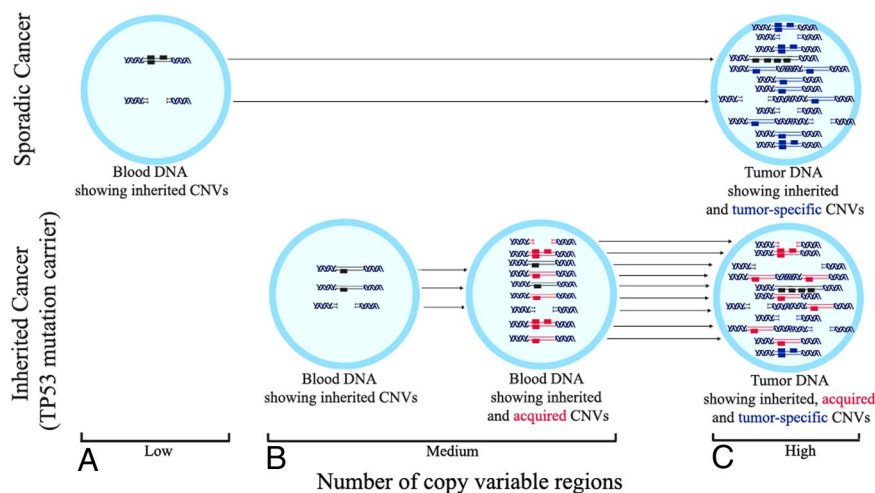 Sporadic Cancer
Blood DNA
showing inherited CNVs
Tumor DNA
showing inherited
and tumor-specific CNVs
Inherited Cancer
(TP53 mutation carrier)
Blood DNA
showing inherited CNVs
Blood DNA
showing inherited
and acquired CNVs
Tumor DNA
showing inherited, acquired
and tumor-specific CNVs
A
Low
B
Medium
C
High
Number of copy variable regions